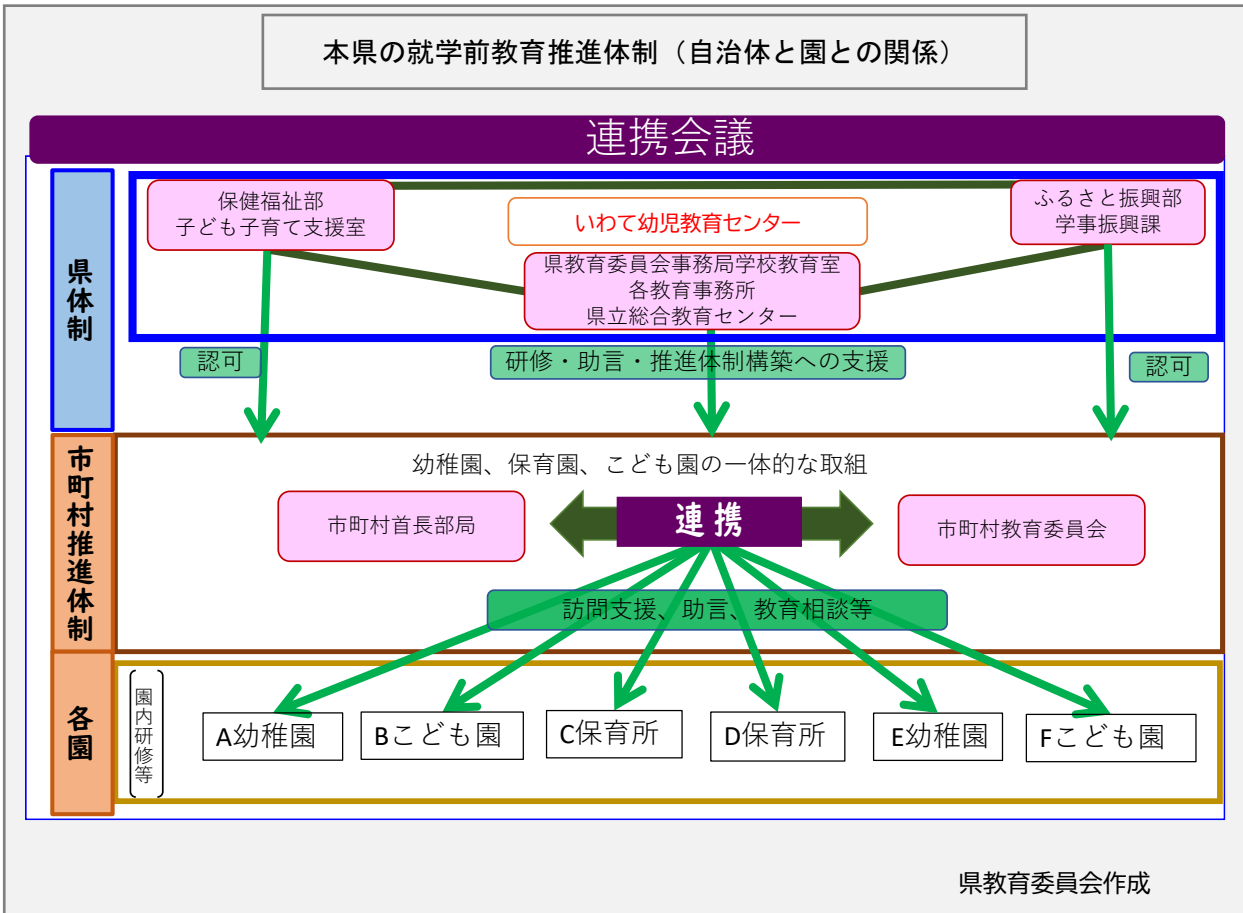 本県の就学前教育推進体制（自治体と園との関係）
連携会議
県体制
保健福祉部
子ども子育て支援室
いわて幼児教育センター
ふるさと振興部
学事振興課
県教育委員会事務局学校教育室
各教育事務所
県立総合教育センター
認可
研修・助言・推進体制構築への支援
認可
市町村推進体制
幼稚園、保育園、こども園の一体的な取組
市町村首長部局
連携
市町村教育委員会
訪問支援、助言、教育相談等
各園
園内研修等
A幼稚園
Bこども園
C保育所
D保育所
E幼稚園
Fこども園
県教育委員会作成